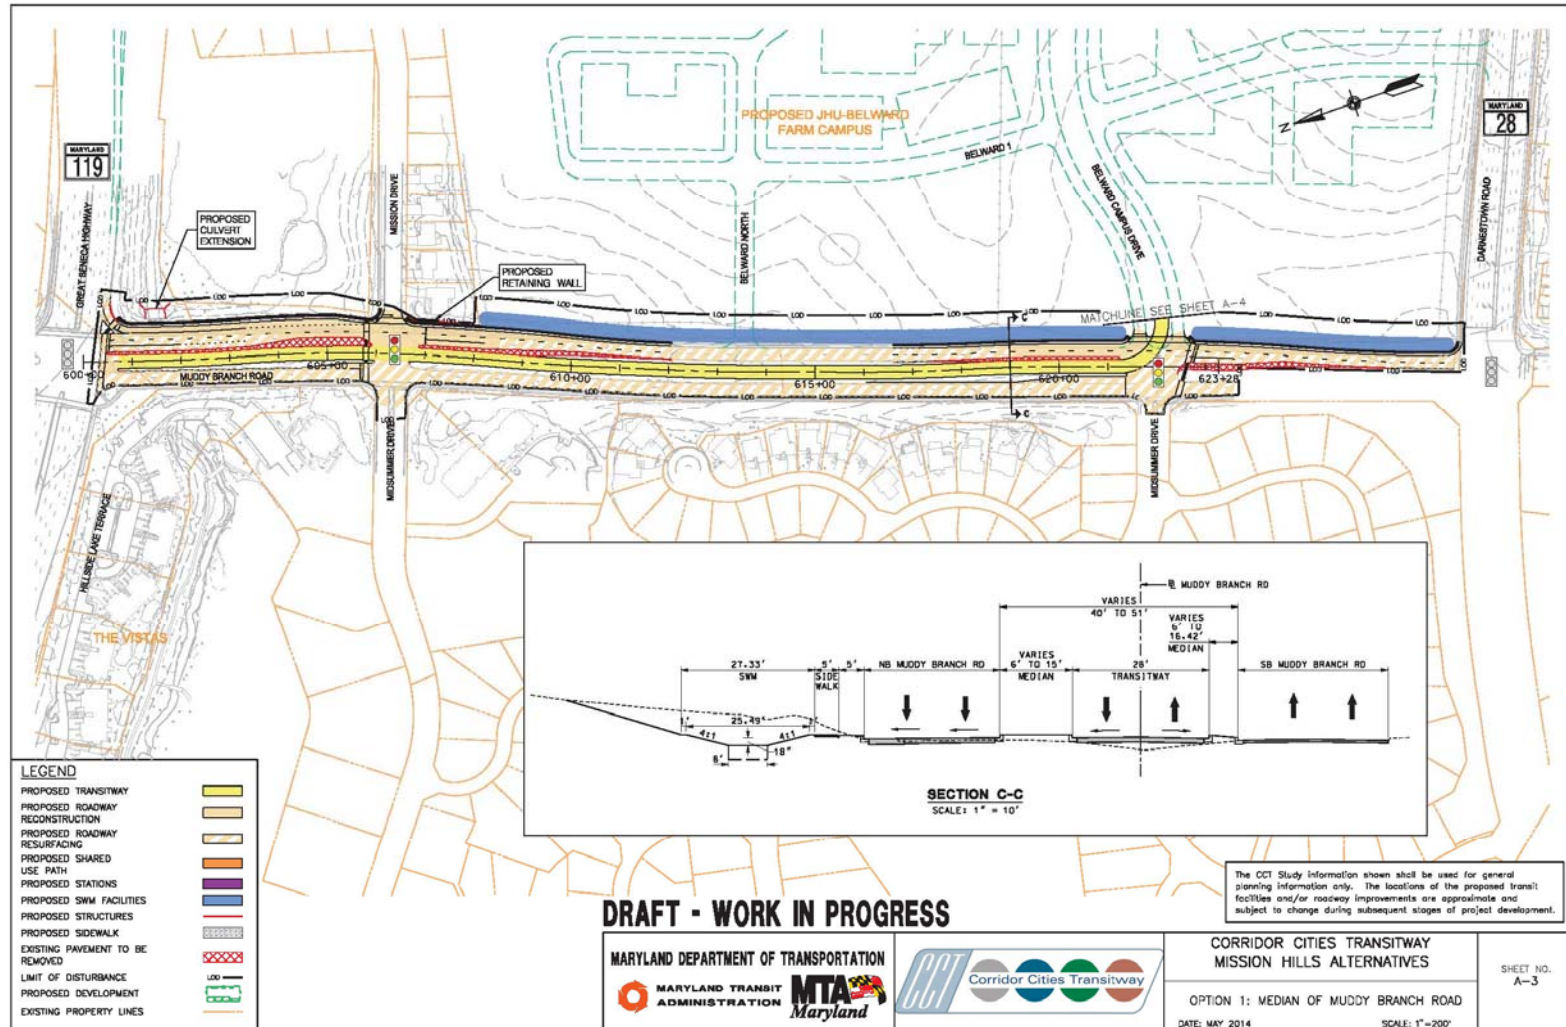 MARYLAND
119
GREAT SENECA HIGHWAY
PROPOSED
CULVERT
EXTENSION
MISSION DRIVE
PROPOSED
RETAINING WALL
PROPOSED JHU-BELWARD
FARM CAMPUS
BELWARD 1
BELWARD NORTH
BELWARD CAMPUS DRIVE
MATCHLINE SEE SHEET A-4
N
MARYLAND
28
DARNESTOWN ROAD
600+00
605+00
610+00
615+00
620+00
623+28
MUDDY BRANCH ROAD
C
C
LOD
MIDSUMMER DRIVE
MIDSUMMER DRIVE
HILLSIDE LAKE TERRACE
THE VISTAS
℄ MUDDY BRANCH RD
VARIES
40' TO 51'
VARIES
6' TO
16.42'
MEDIAN
27.33'
SWM
5'
SIDE
WALK
5'
NB MUDDY BRANCH RD
VARIES
6' TO 15'
MEDIAN
26'
TRANSITWAY
SB MUDDY BRANCH RD
1'
25.49'
1'
4:1
4:1
18"
8'
SECTION C-C
SCALE: 1" = 10'
LEGEND
PROPOSED TRANSITWAY
PROPOSED ROADWAY
RECONSTRUCTION
PROPOSED ROADWAY
RESURFACING
PROPOSED SHARED
USE PATH
PROPOSED STATIONS
PROPOSED SWM FACILITIES
PROPOSED STRUCTURES
PROPOSED SIDEWALK
EXISTING PAVEMENT TO BE
REMOVED
LIMIT OF DISTURBANCE LOD
PROPOSED DEVELOPMENT
EXISTING PROPERTY LINES
The CCT Study information shown shall be used for general
planning information only. The locations of the proposed transit
facilities and/or roadway improvements are approximate and
subject to change during subsequent stages of project development.
DRAFT - WORK IN PROGRESS
MARYLAND DEPARTMENT OF TRANSPORTATION
MARYLAND TRANSIT
ADMINISTRATION
MTA
Maryland
CCT
Corridor Cities Transitway
CORRIDOR CITIES TRANSITWAY
MISSION HILLS ALTERNATIVES
OPTION 1: MEDIAN OF MUDDY BRANCH ROAD
DATE: MAY 2014
SCALE: 1"=200'
SHEET NO.
A-3